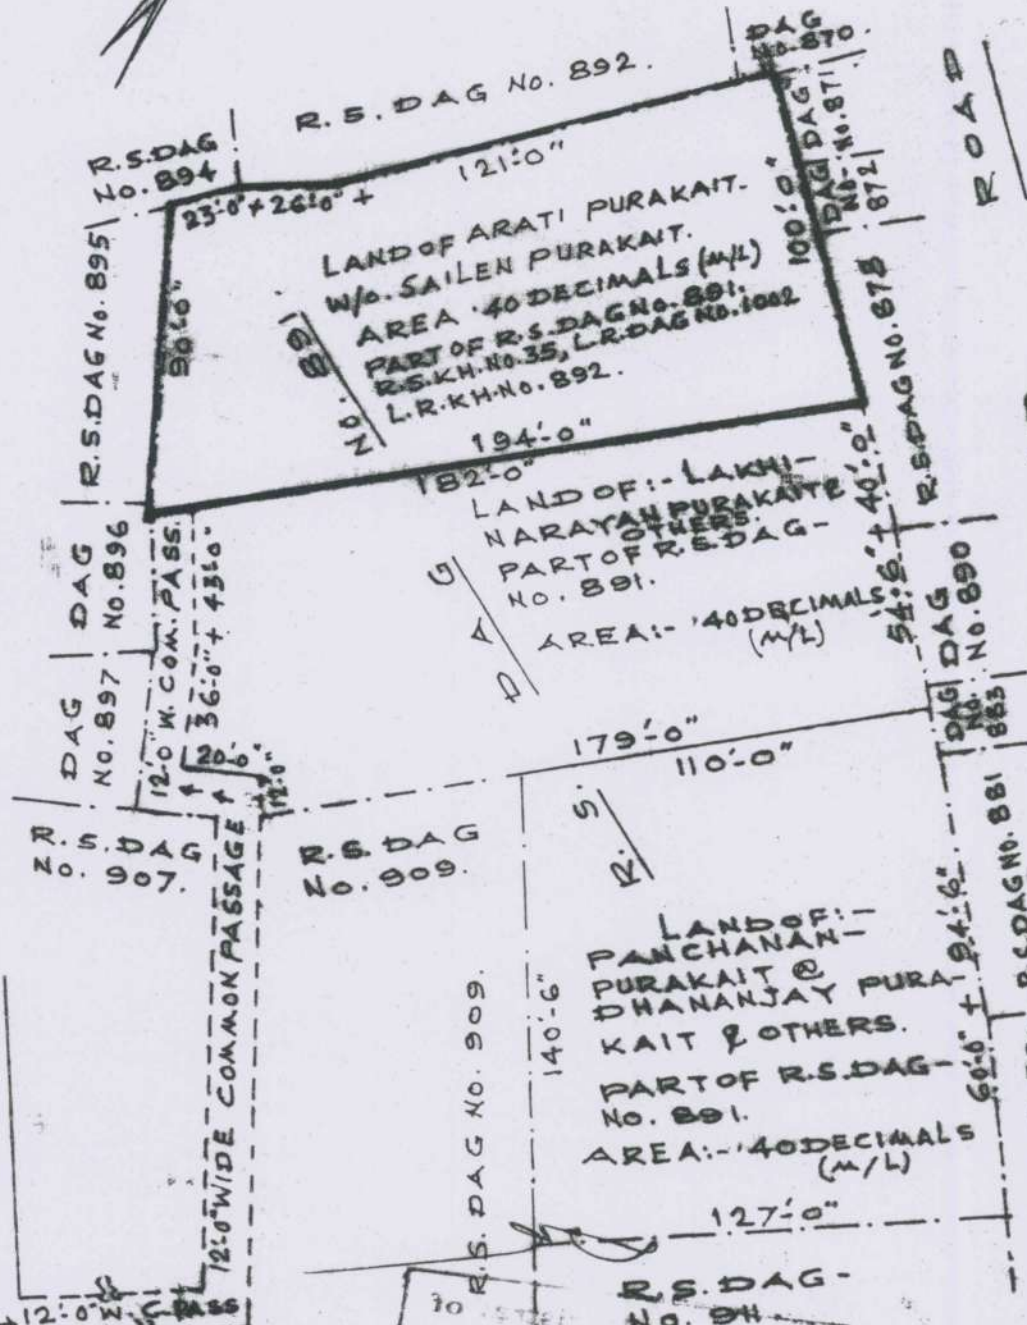 DAG
No. 870.
R.S. DAG No. 892.
R.S.DAG
No. 894
121'-0"
23'-0" + 26'-0" +
DAG
No. 871
DAG
No.
872
ROAD
R.S.DAG No. 895
90'-0"
100'-0"
LAND OF ARATI PURAKAIT.
W/O. SAILEN PURAKAIT.
AREA .40 DECIMALS (M/L)
PART OF R.S.DAG No. 891.
R.S.KH.No.35, L.R.DAG No. 1002
L.R.KH.No. 892.
No. 891
194'-0"
182'-0"
R.S.DAG NO. 878
LAND OF:- LAKHI-
NARAYAN PURAKAIT &
OTHERS.
PART OF R.S.DAG-
No. 891.
AREA:- .40 DECIMALS
(M/L)
54'-6" + 40'-0"
DAG
No. 896
12'-0" W. COM. PASS.
36'-0" + 43'-0"
DAG
DAG
No. 890
DAG
No. 897
20'-0"
12'-0"
DAG
No.
883
179'-0"
110'-0"
R.S.DAG
No. 907.
R.S. DAG
No. 909.
R. S.
R.S.DAG NO. 881
12'-0" WIDE COMMON PASSAGE
R.S. DAG No. 909.
140'-6"
LAND OF:-
PANCHANAN-
PURAKAIT @
DHANANJAY PURA-
KAIT & OTHERS.
PART OF R.S.DAG-
No. 891.
AREA:- .40 DECIMALS
(M/L)
60'-0" + 94'-6"
127'-0"
12'-0" W. C. PASS
R.S. DAG-
No. 911